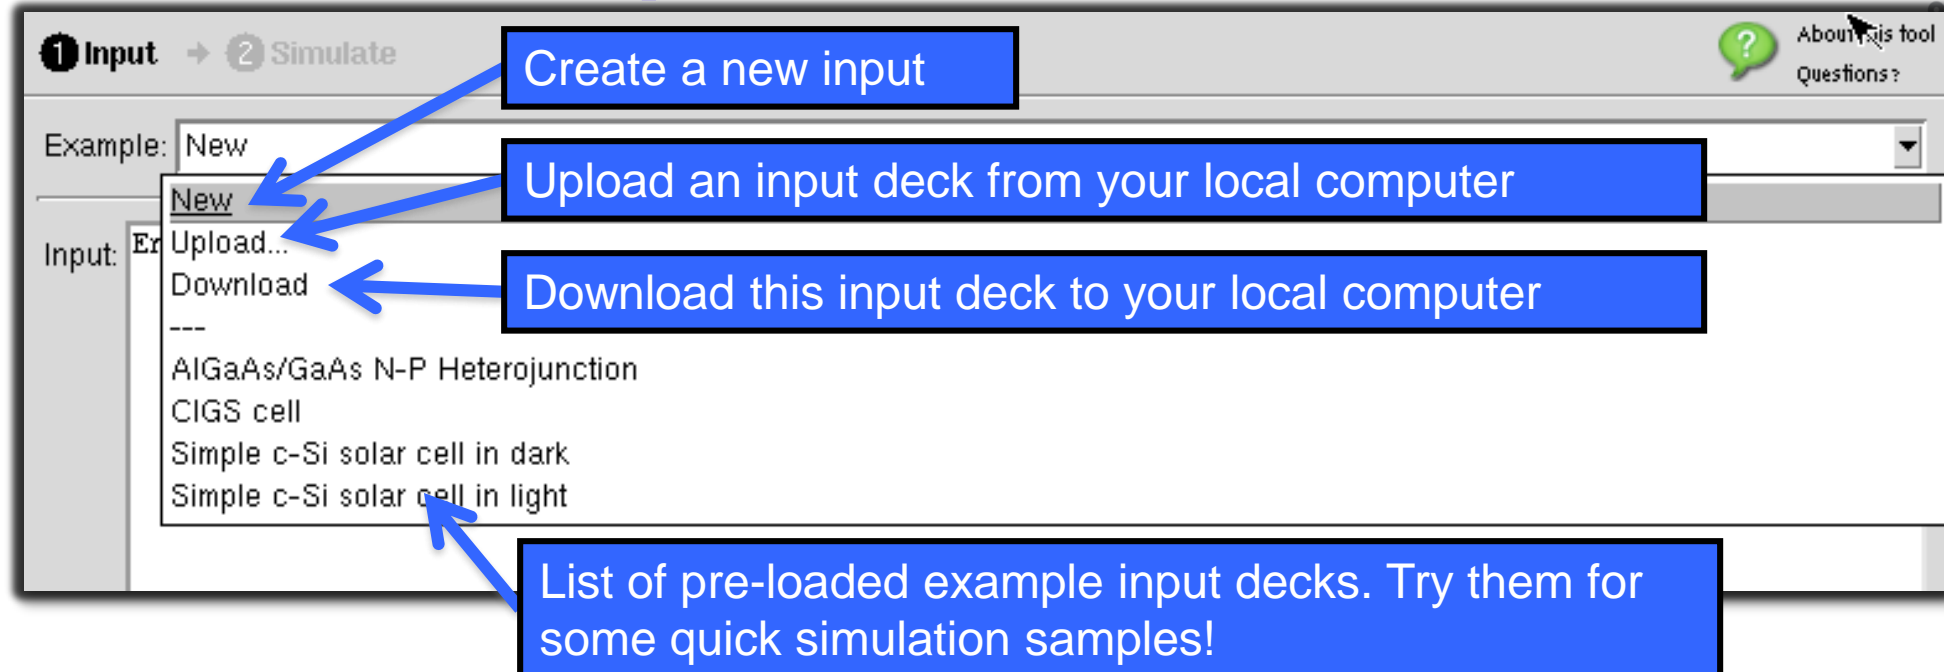 1 Input → 2 Simulate
Create a new input
About this tool
Questions?
Example: New
Upload an input deck from your local computer
New
Input:
Upload...
Download
Download this input deck to your local computer
---
AlGaAs/GaAs N-P Heterojunction
CIGS cell
Simple c-Si solar cell in dark
Simple c-Si solar cell in light
List of pre-loaded example input decks. Try them for
some quick simulation samples!